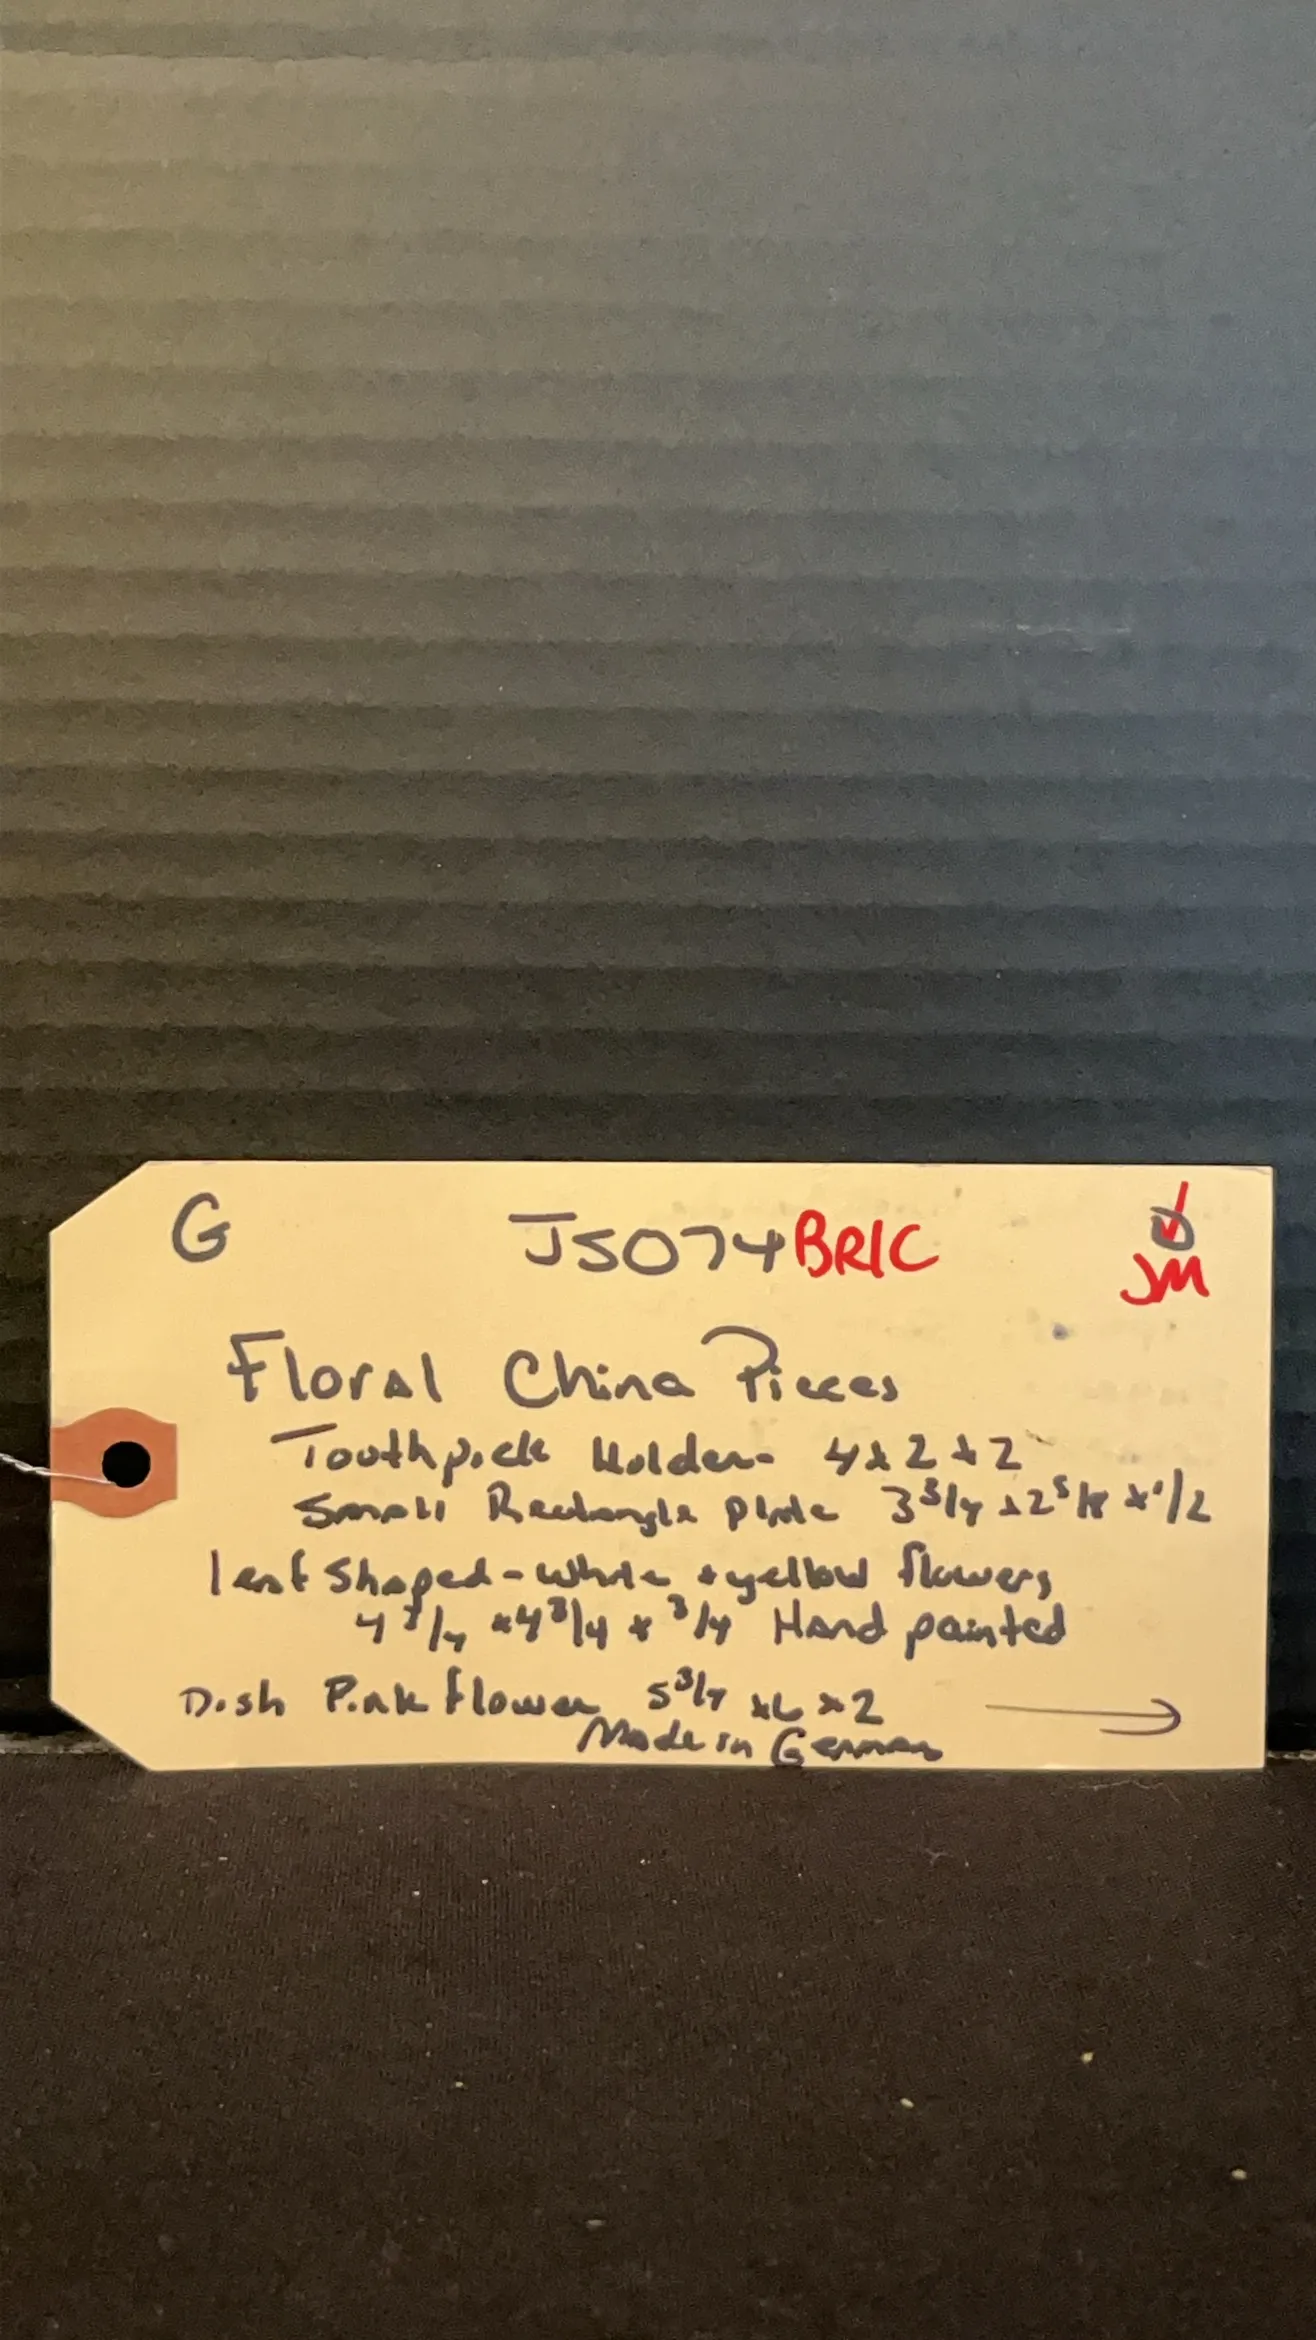 G JS074 BRIC JM
Floral China Pieces
Toothpick Holder - 4 x 2 x 2
Small Rectangle plate 3 3/4 x 2 5/8 x 1/2
leaf Shaped - white + yellow flowers
4 3/4 x 4 3/4 x 3/4 Hand painted
Dish Pink flower 5 3/4 x 6 x 2
Made in Germany